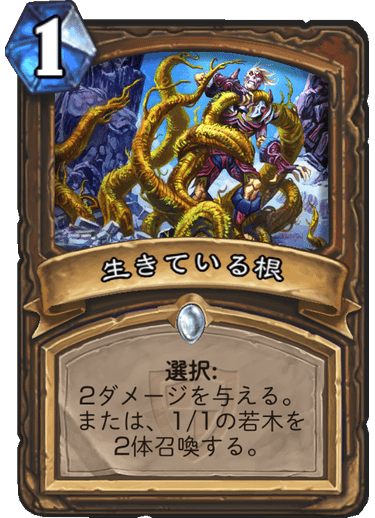 1
生きている根
選択:
2ダメージを与える。
または、1/1の若木を
2体召喚する。